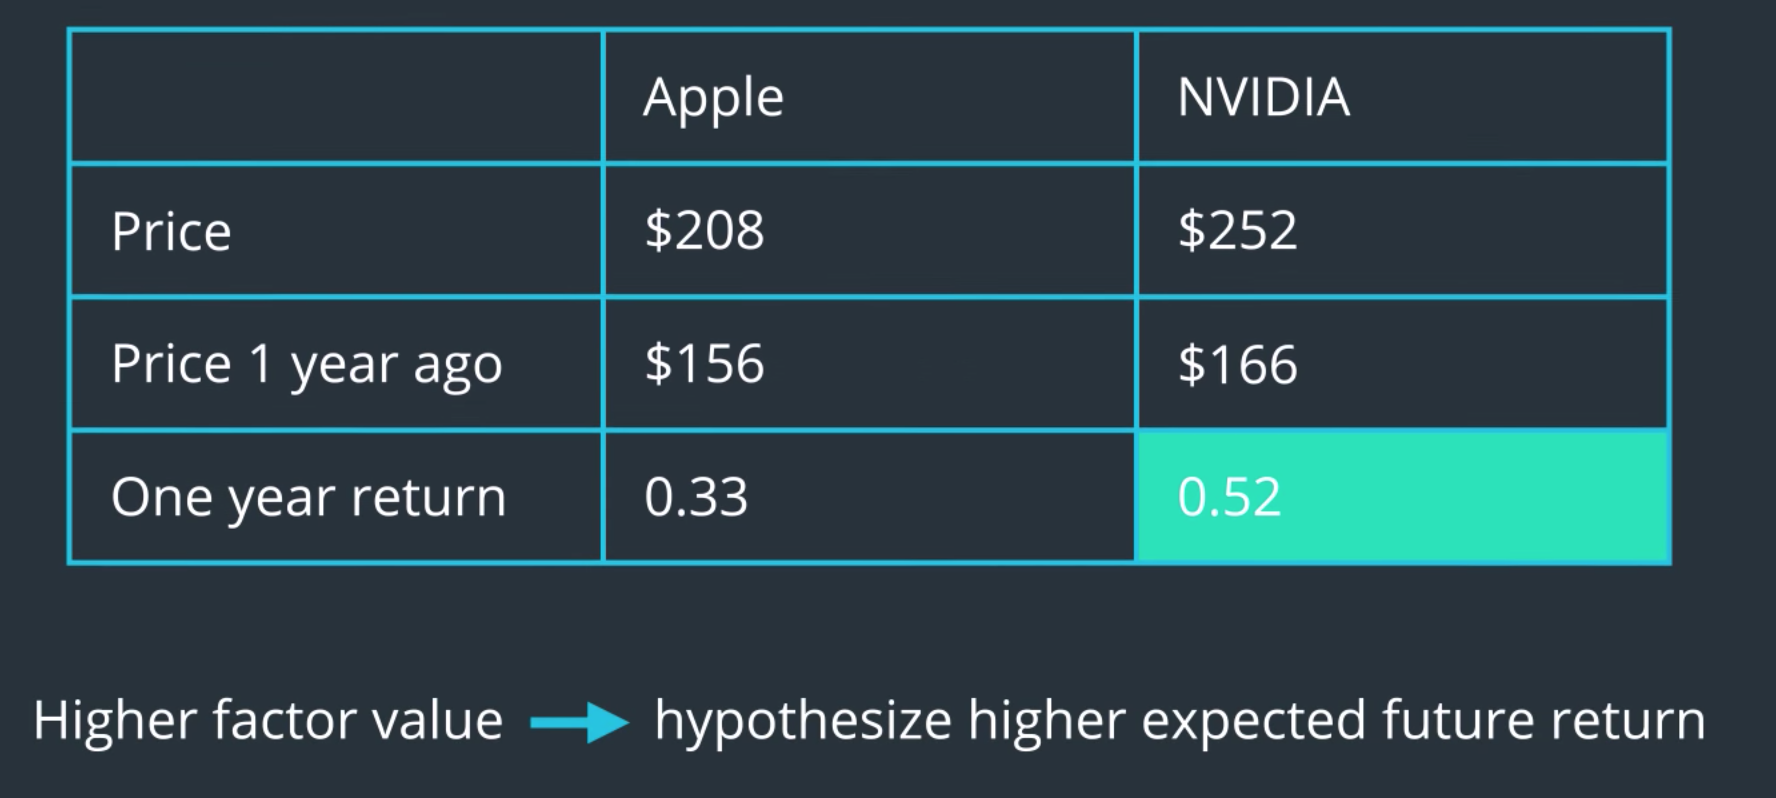 Apple NVIDIA
Price $208 $252
Price 1 year ago $156 $166
One year return 0.33 0.52
Higher factor value hypothesize higher expected future return